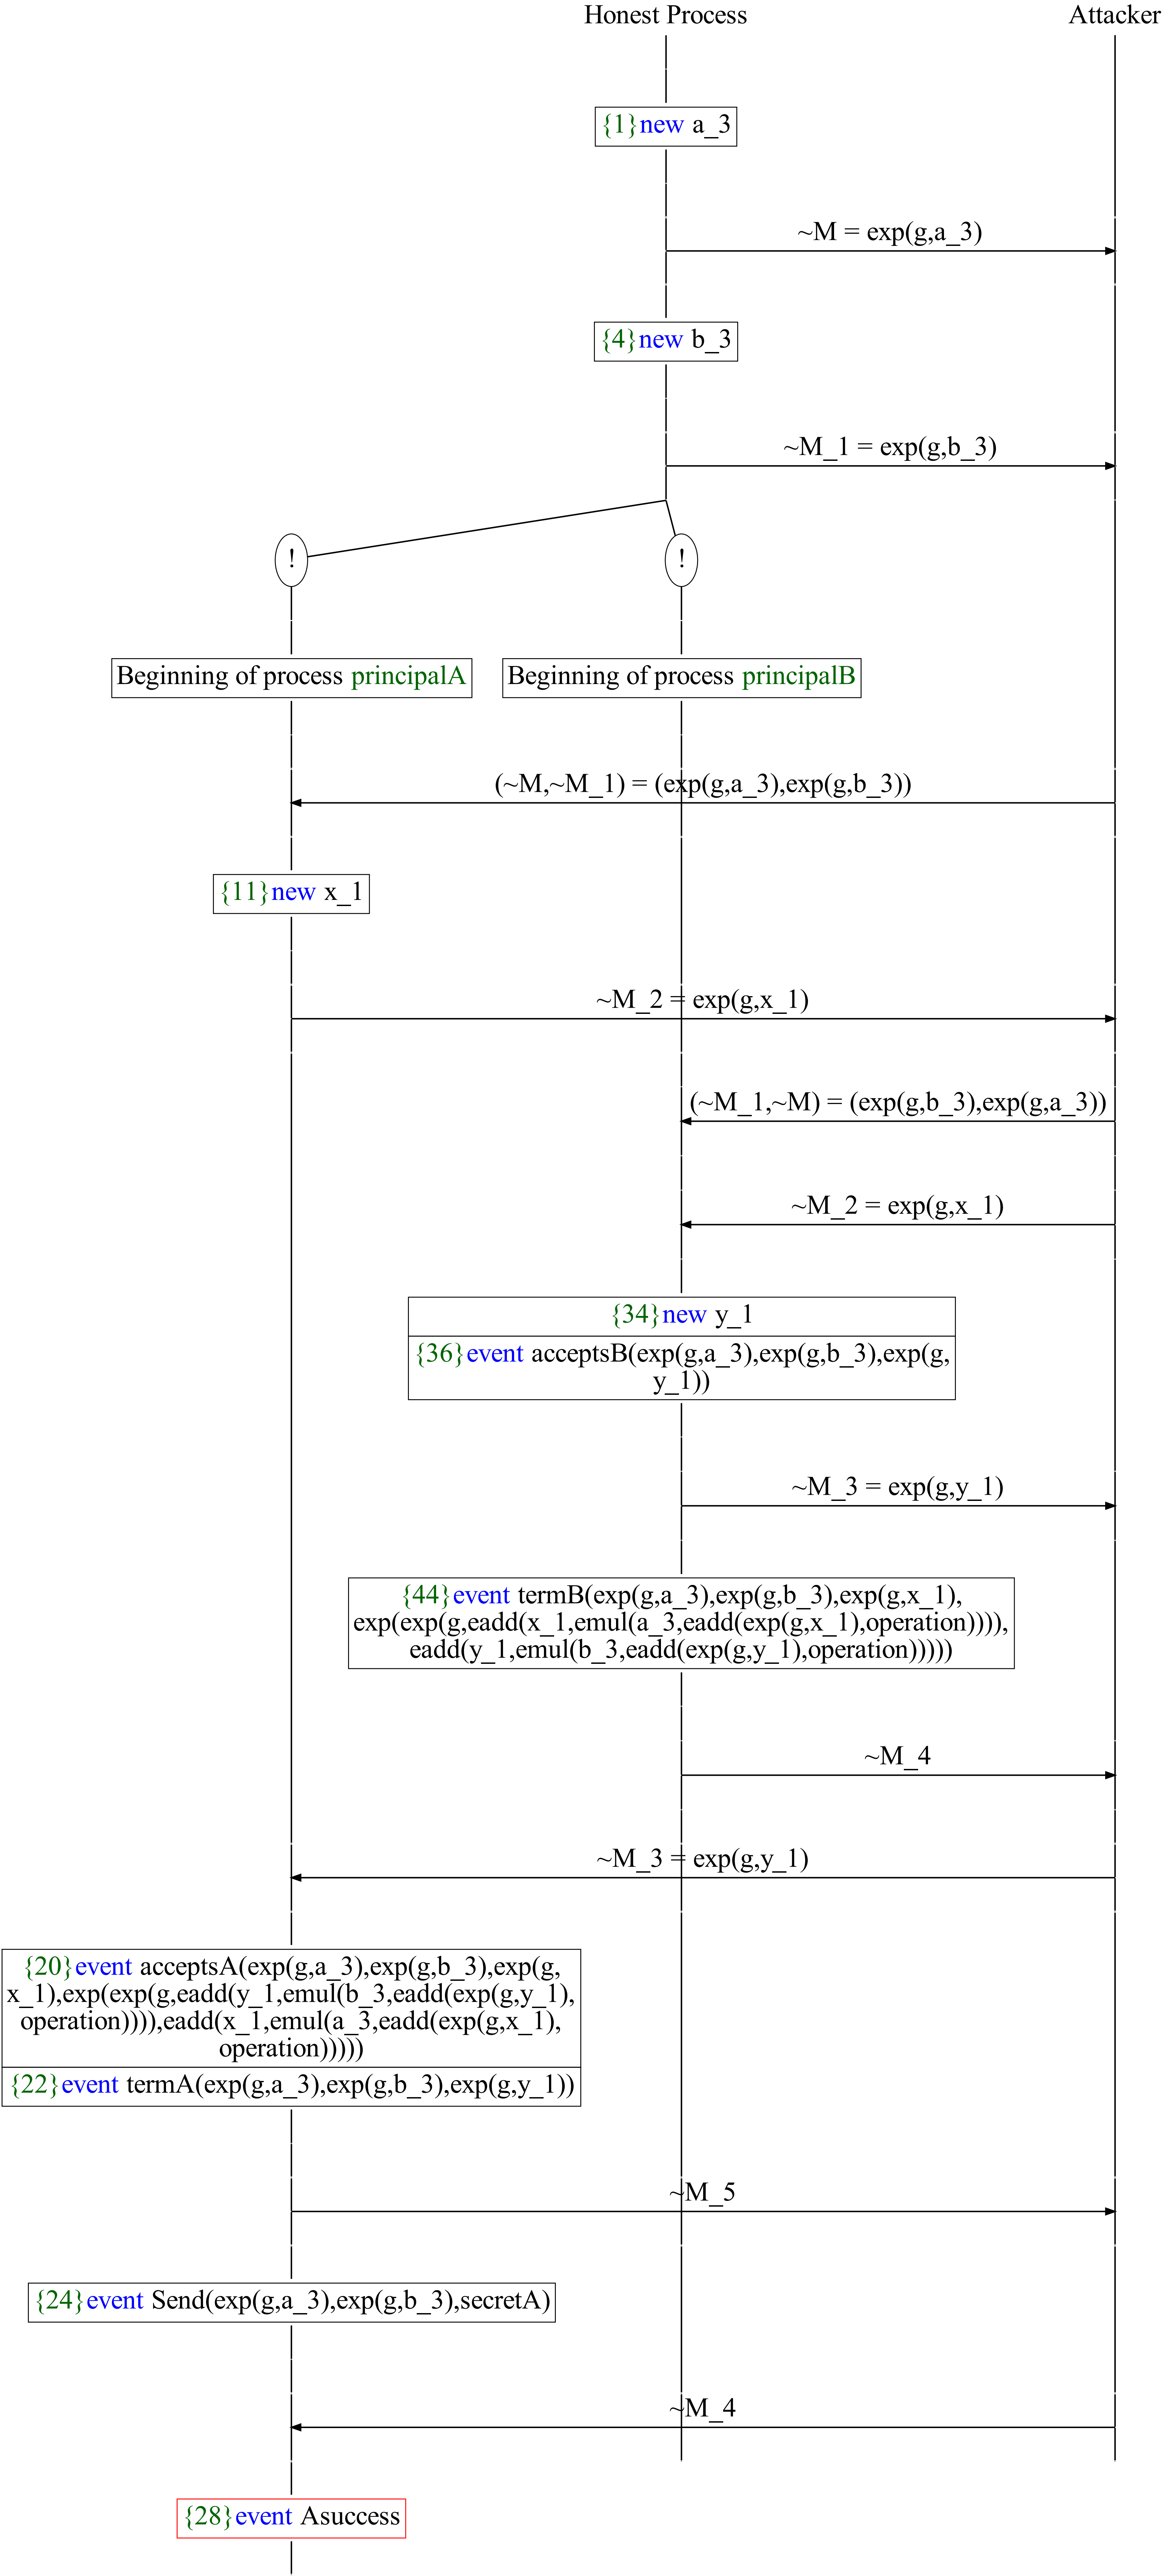 Honest Process
Attacker
{1}new a_3
~M = exp(g,a_3)
{4}new b_3
~M_1 = exp(g,b_3)
!
!
Beginning of process principalA
Beginning of process principalB
(~M,~M_1) = (exp(g,a_3),exp(g,b_3))
{11}new x_1
~M_2 = exp(g,x_1)
(~M_1,~M) = (exp(g,b_3),exp(g,a_3))
~M_2 = exp(g,x_1)
{34}new y_1
{36}event acceptsB(exp(g,a_3),exp(g,b_3),exp(g,
y_1))
~M_3 = exp(g,y_1)
{44}event termB(exp(g,a_3),exp(g,b_3),exp(g,x_1),
exp(exp(g,eadd(x_1,emul(a_3,eadd(exp(g,x_1),operation)))),
eadd(y_1,emul(b_3,eadd(exp(g,y_1),operation)))))
~M_4
~M_3 = exp(g,y_1)
{20}event acceptsA(exp(g,a_3),exp(g,b_3),exp(g,
x_1),exp(exp(g,eadd(y_1,emul(b_3,eadd(exp(g,y_1),
operation)))),eadd(x_1,emul(a_3,eadd(exp(g,x_1),
operation)))))
{22}event termA(exp(g,a_3),exp(g,b_3),exp(g,y_1))
~M_5
{24}event Send(exp(g,a_3),exp(g,b_3),secretA)
~M_4
{28}event Asuccess